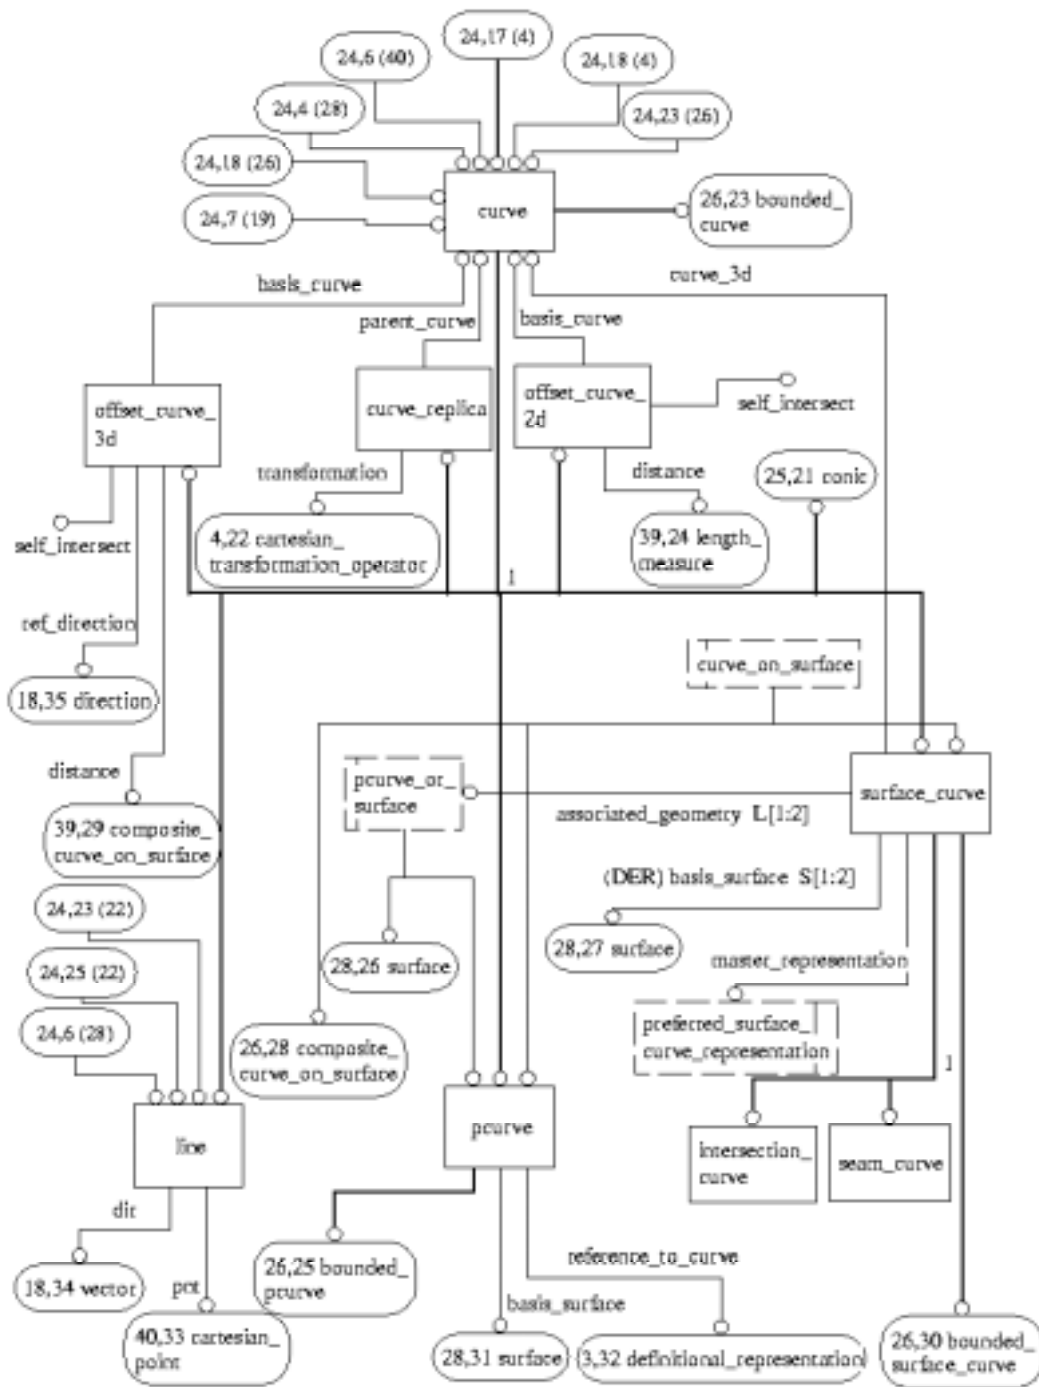 24,17 (4)
24,6 (40)
24,18 (4)
24,4 (28)
24,23 (26)
24,18 (26)
24,7 (19)
curve
26,23 bounded_
curve
basis_curve
curve_3d
parent_curve
basis_curve
offset_curve_
3d
curve_replica
offset_curve_
2d
self_intersect
transformation
distance
25,21 conic
self_intersect
4,22 cartesian_
transformation_operator
39,24 length_
measure
1
ref_direction
curve_on_surface
18,35 direction
distance
pcurve_or_
surface
surface_curve
associated_geometry L[1:2]
39,29 composite_
curve_on_surface
(DER) basis_surface S[1:2]
24,23 (22)
28,26 surface
28,27 surface
24,25 (22)
master_representation
24,6 (28)
26,28 composite_
curve_on_surface
preferred_surface_
curve_representation
1
line
pcurve
intersection_
curve
seam_curve
dir
18,34 vector
pnt
26,25 bounded_
pcurve
reference_to_curve
basis_surface
40,33 cartesian_
point
28,31 surface
3,32 definitional_representation
26,30 bounded_
surface_curve